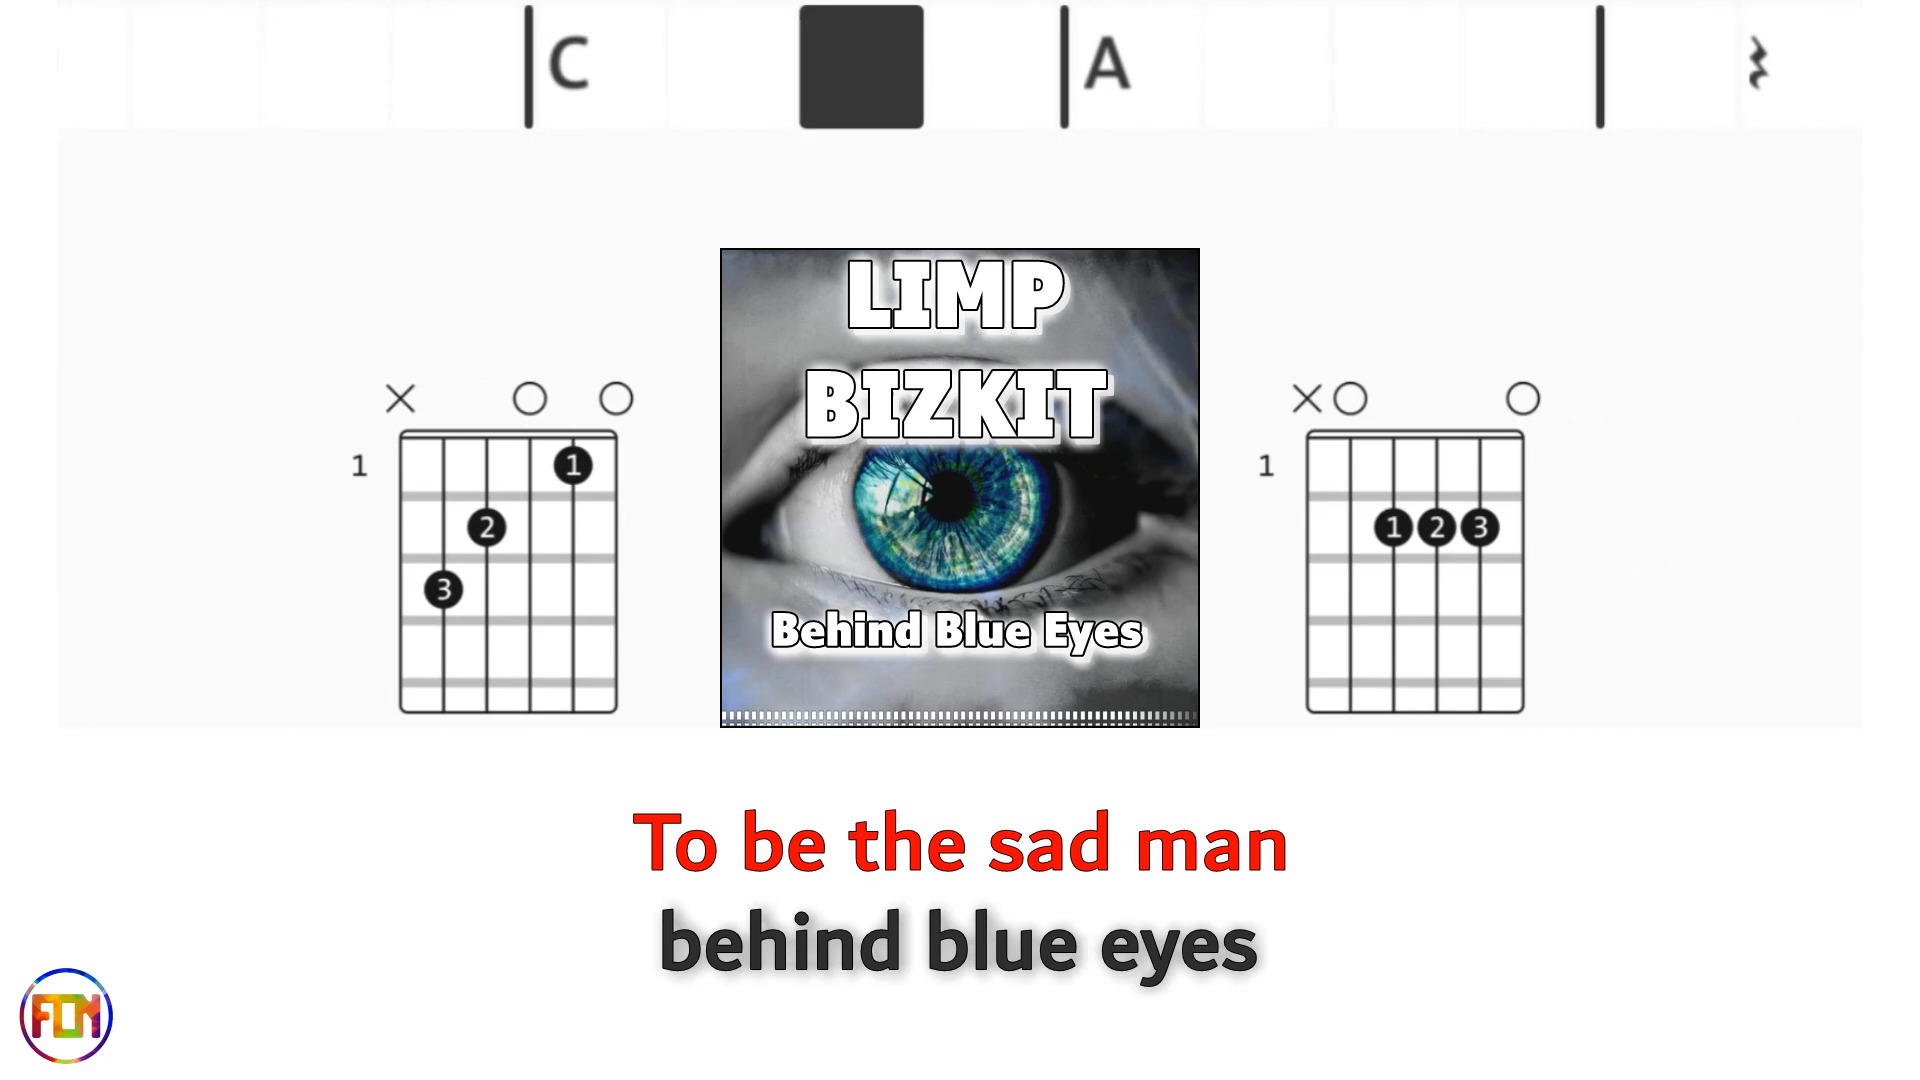 C A
LIMP
BIZKIT
1 1
1
2
1 2 3
3
Behind Blue Eyes
To be the sad man
behind blue eyes
FOM